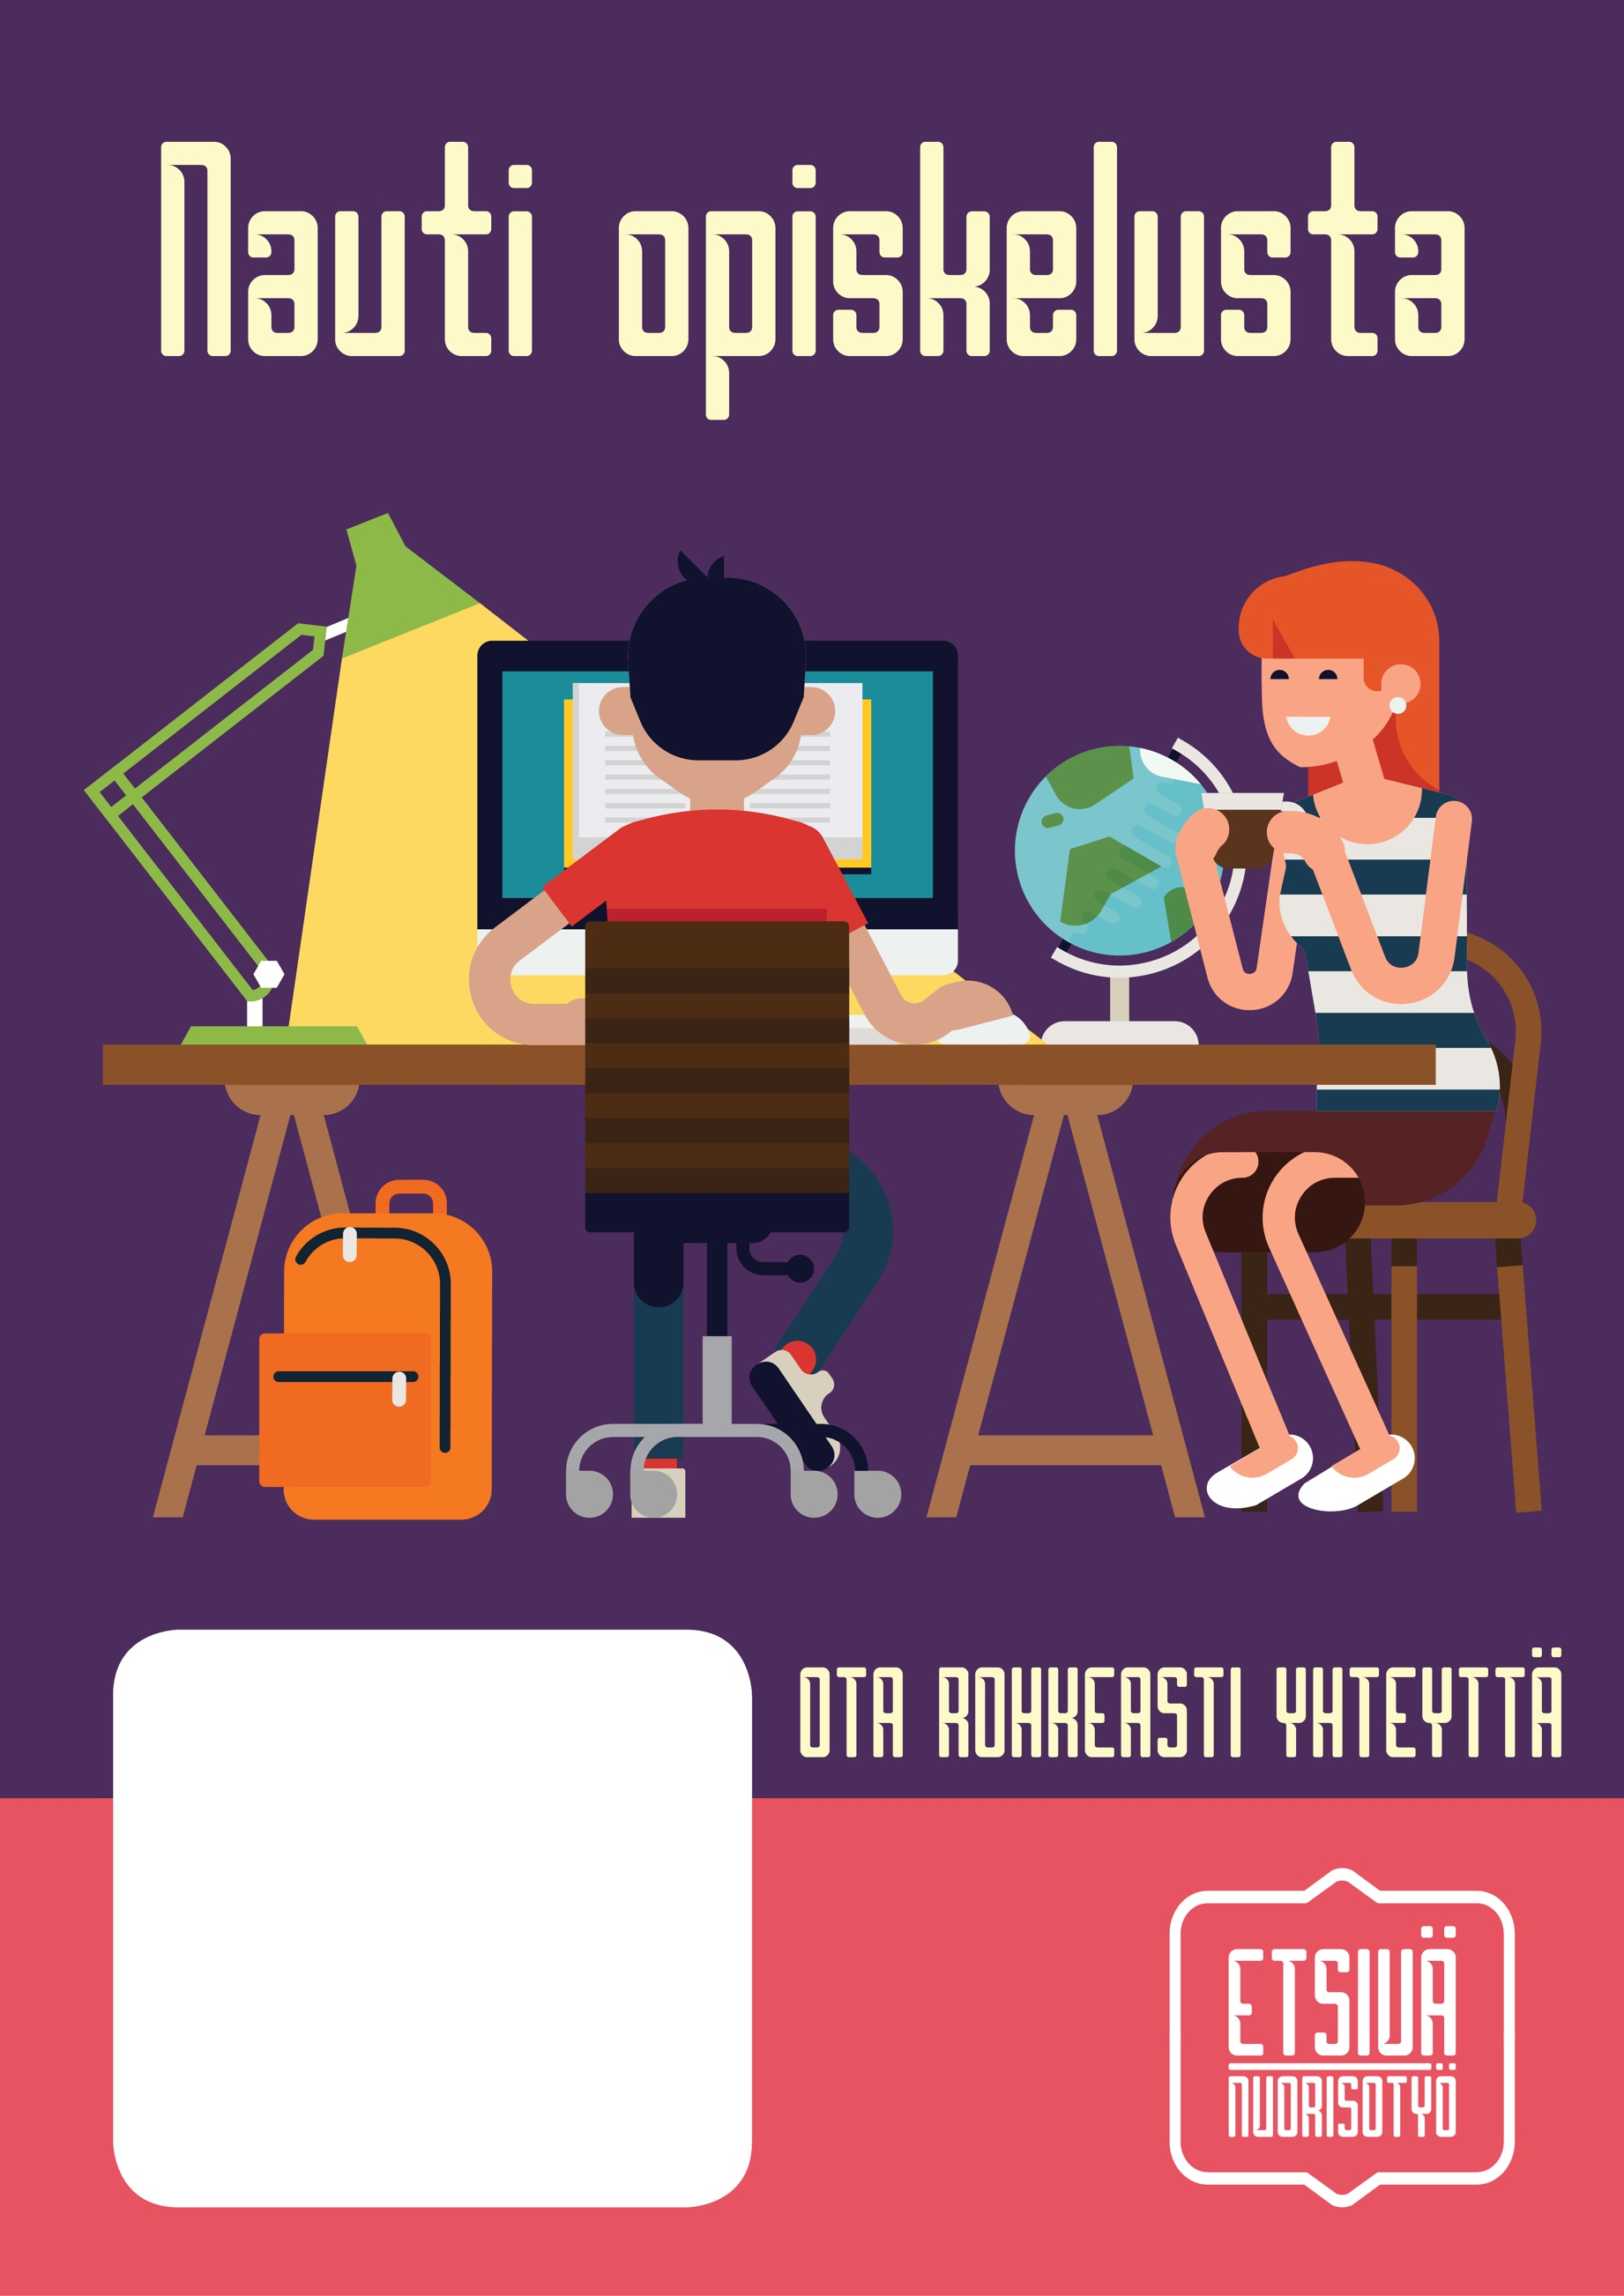 Nauti opiskelusta
OTA ROHKEASTI YHTEYTTÄ
ETSIVÄ
NUORISOTYÖ